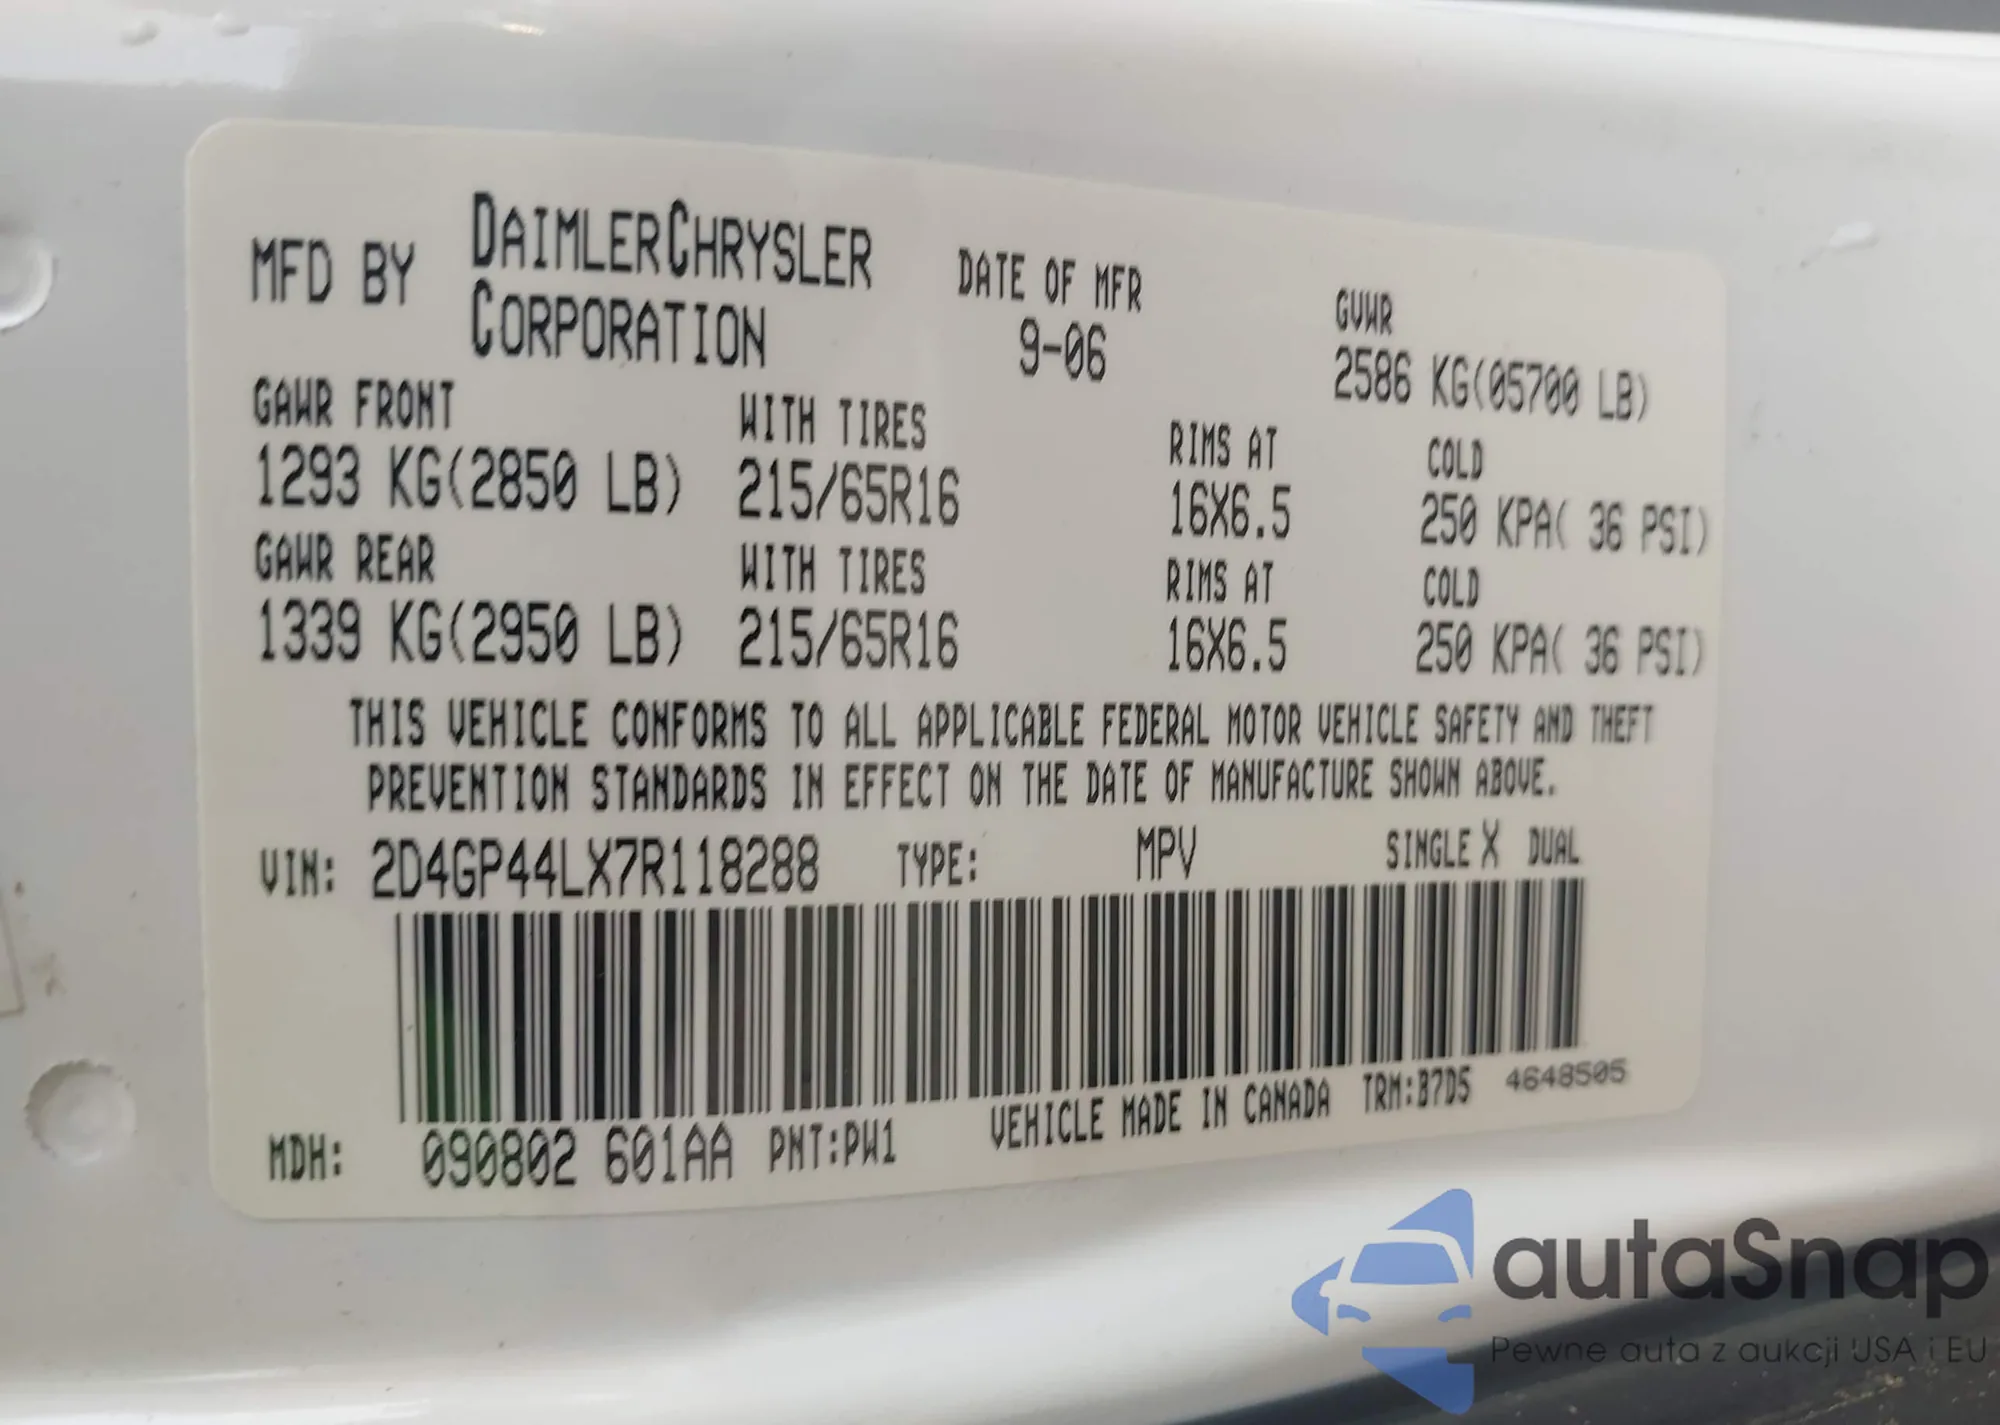 MFD BY DAIMLERCHRYSLER CORPORATION DATE OF MFR 9-06 GVWR 2586 KG(05700 LB)
GAWR FRONT WITH TIRES RIMS AT COLD
1293 KG(2850 LB) 215/65R16 16X6.5 250 KPA( 36 PSI)
GAWR REAR WITH TIRES RIMS AT COLD
1339 KG(2950 LB) 215/65R16 16X6.5 250 KPA( 36 PSI)
THIS VEHICLE CONFORMS TO ALL APPLICABLE FEDERAL MOTOR VEHICLE SAFETY AND THEFT
PREVENTION STANDARDS IN EFFECT ON THE DATE OF MANUFACTURE SHOWN ABOVE.
VIN: 2D4GP44LX7R118288 TYPE: MPV SINGLE X DUAL
MDH: 090802 601AA PNT:PW1 VEHICLE MADE IN CANADA TRM:B7D5 4648505
autaSnap
Pewne auta z aukcji USA i EU